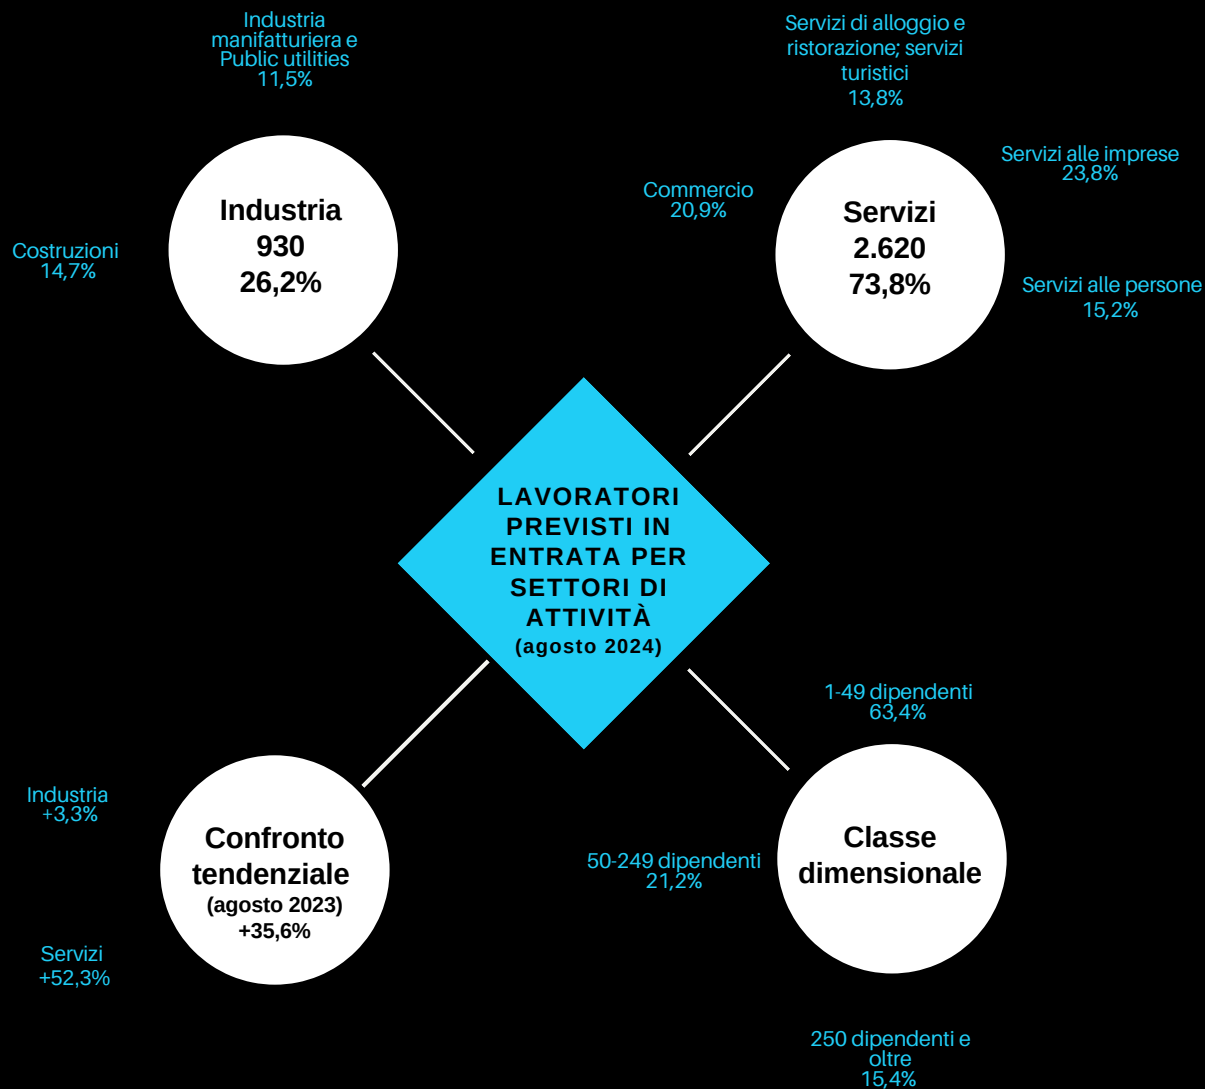 Industria
manifatturiera e
Public utilities
11,5%
Costruzioni
14,7%
Industria
930
26,2%
Servizi di alloggio e
ristorazione; servizi
turistici
13,8%
Commercio
20,9%
Servizi
2.620
73,8%
Servizi alle imprese
23,8%
Servizi alle persone
15,2%
LAVORATORI
PREVISTI IN
ENTRATA PER
SETTORI DI
ATTIVITÀ
(agosto 2024)
Industria
+3,3%
Servizi
+52,3%
Confronto
tendenziale
(agosto 2023)
+35,6%
1-49 dipendenti
63,4%
50-249 dipendenti
21,2%
Classe
dimensionale
250 dipendenti e
oltre
15,4%